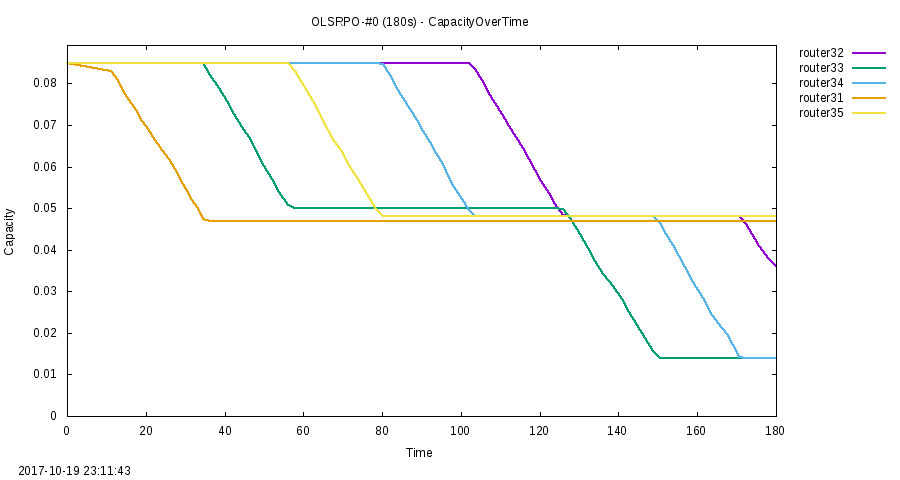 OLSRPO-#0 (180s) - CapacityOverTime
router32
router33
router34
router31
router35
0.08
0.07
0.06
0.05
0.04
0.03
0.02
0.01
0
Capacity
0 20 40 60 80 100 120 140 160 180
Time
2017-10-19 23:11:43